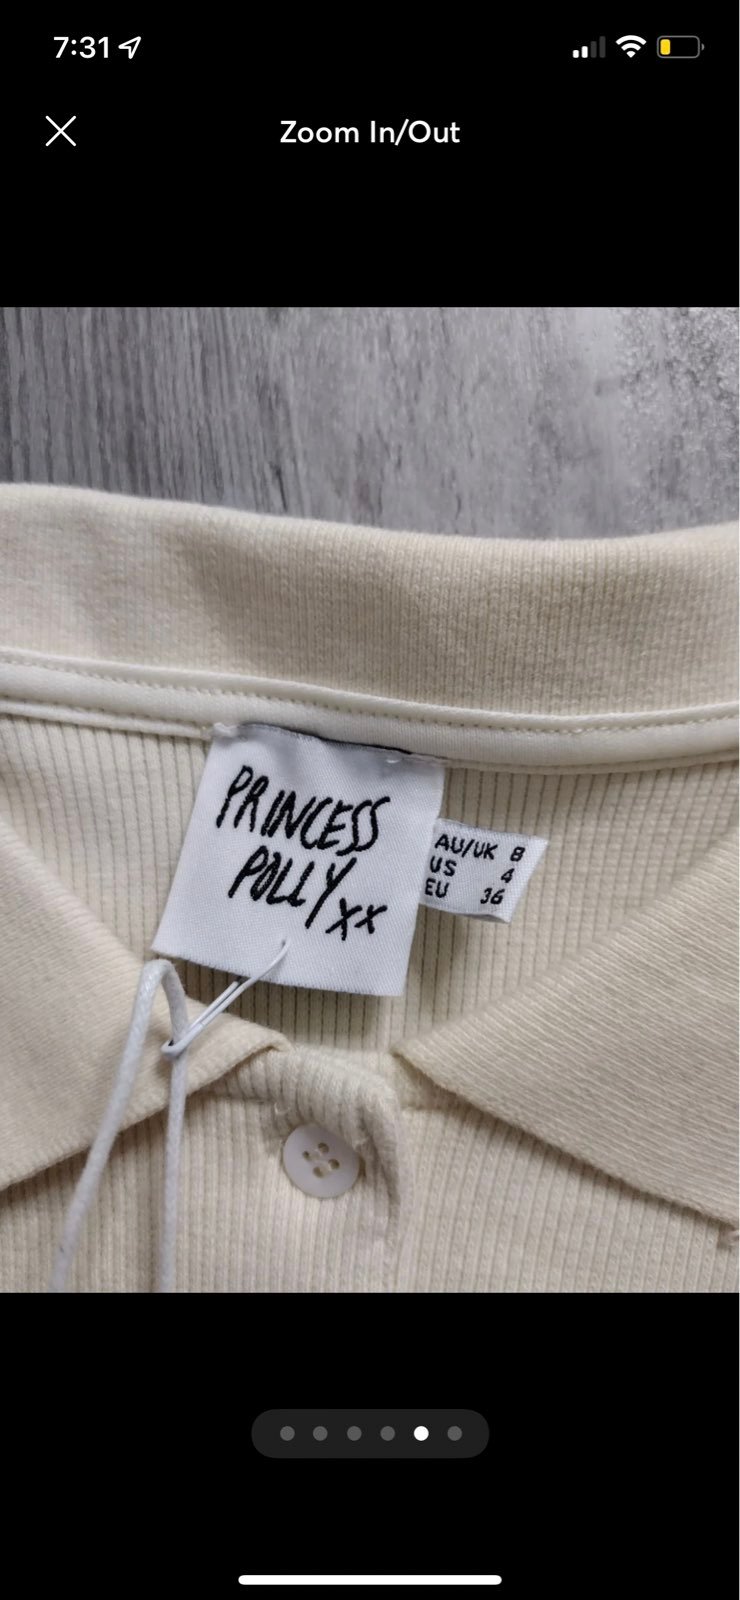 7:31
Zoom In/Out
PRINCESS
POLLY xx
AU/UK 8
US 4
EU 36